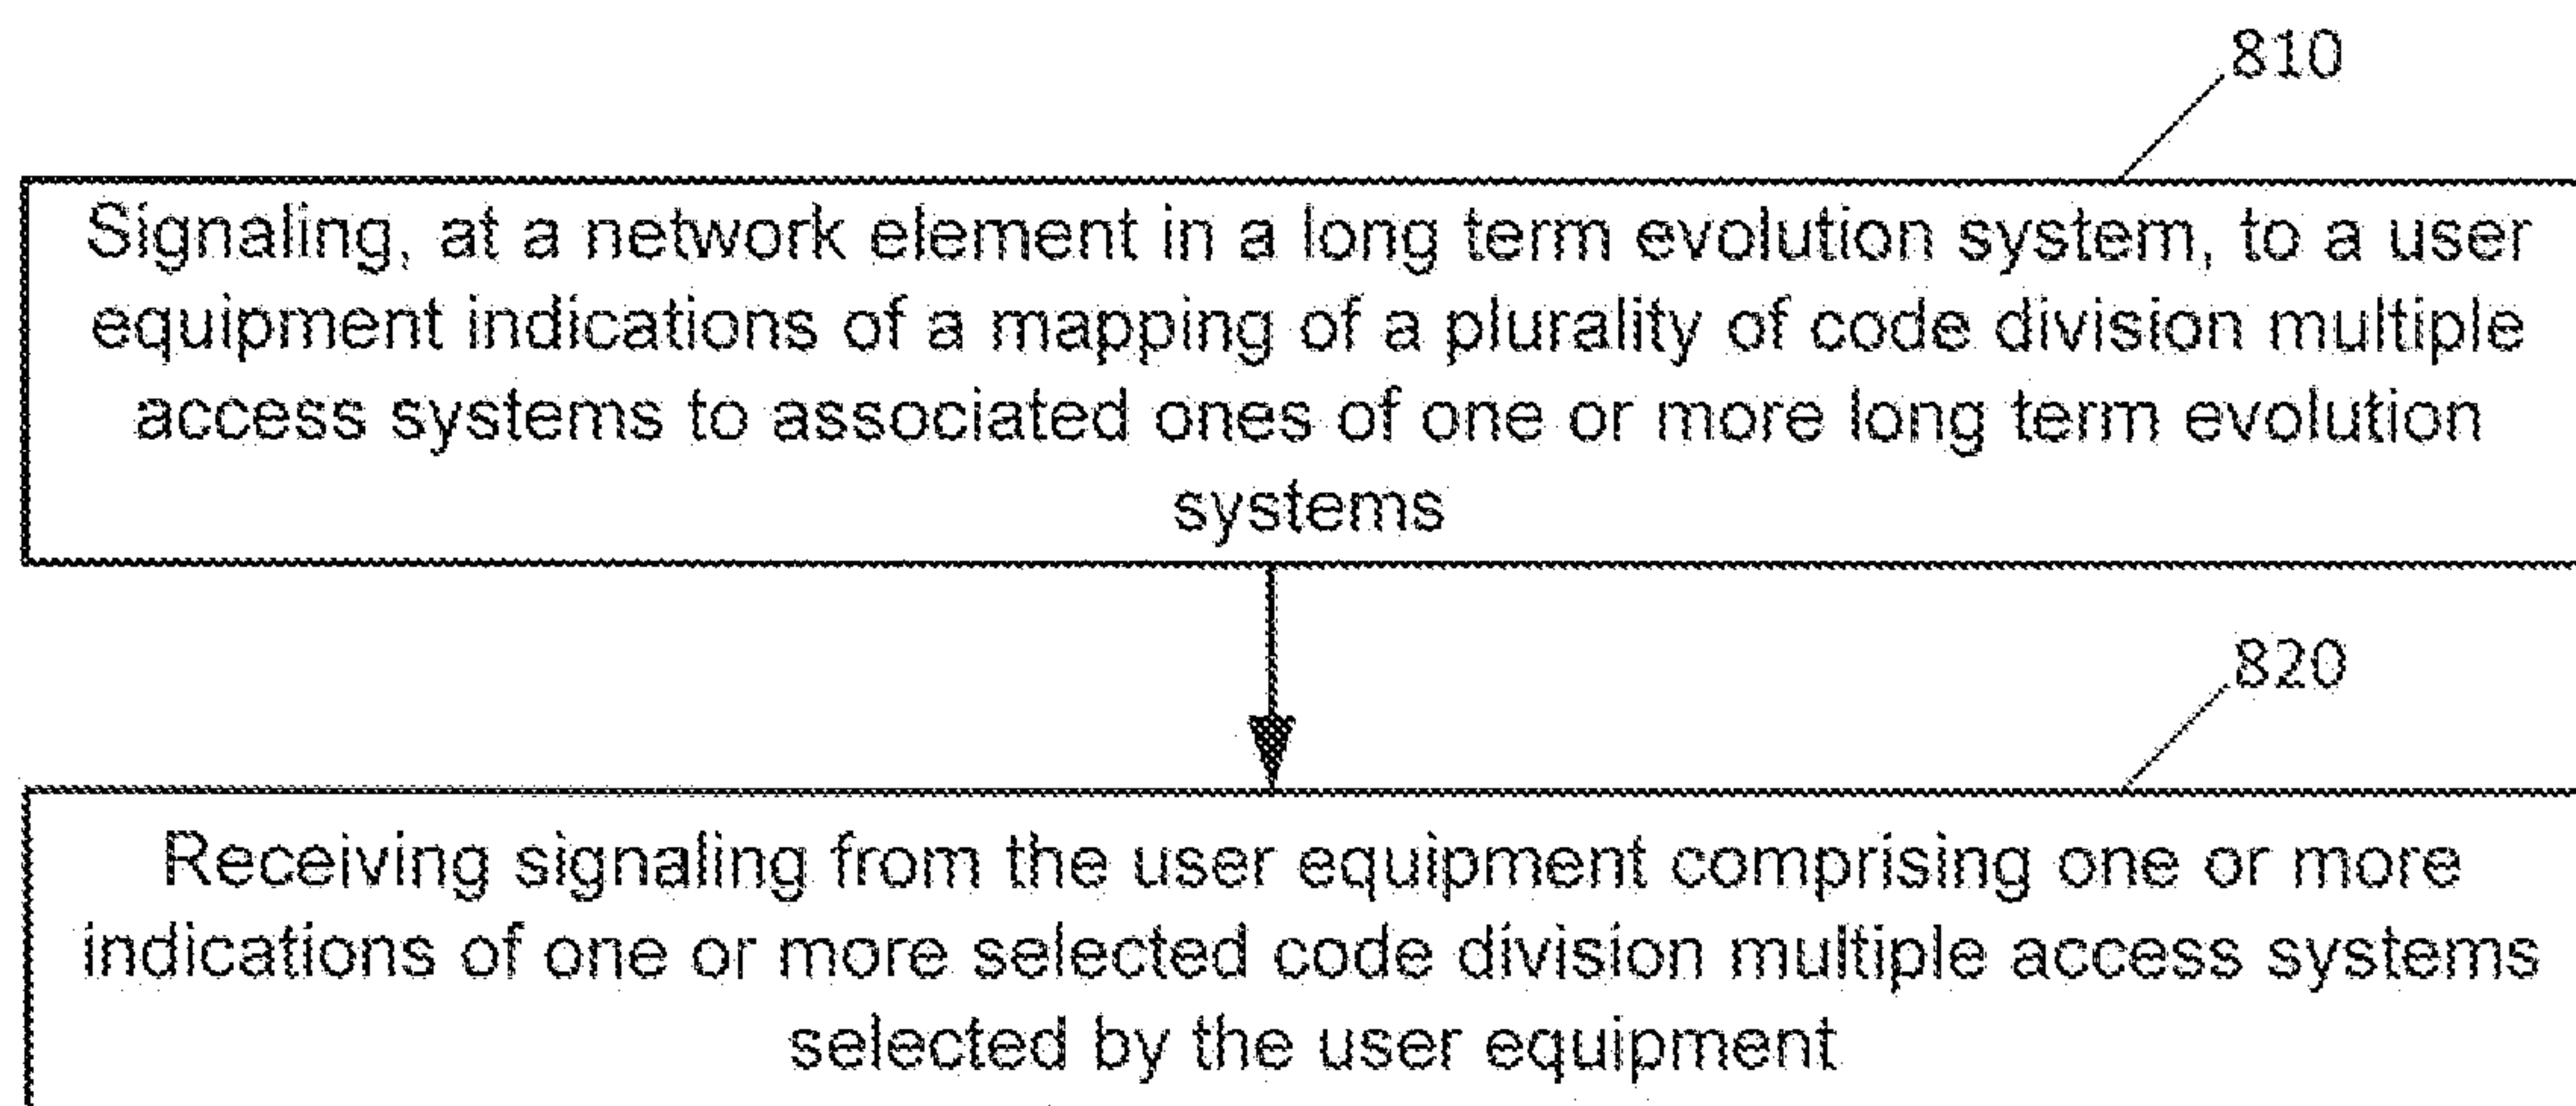 810
Signaling, at a network element in a long term evolution system, to a user
equipment indications of a mapping of a plurality of code division multiple
access systems to associated ones of one or more long term evolution
systems
820
Receiving signaling from the user equipment comprising one or more
indications of one or more selected code division multiple access systems
selected by the user equipment